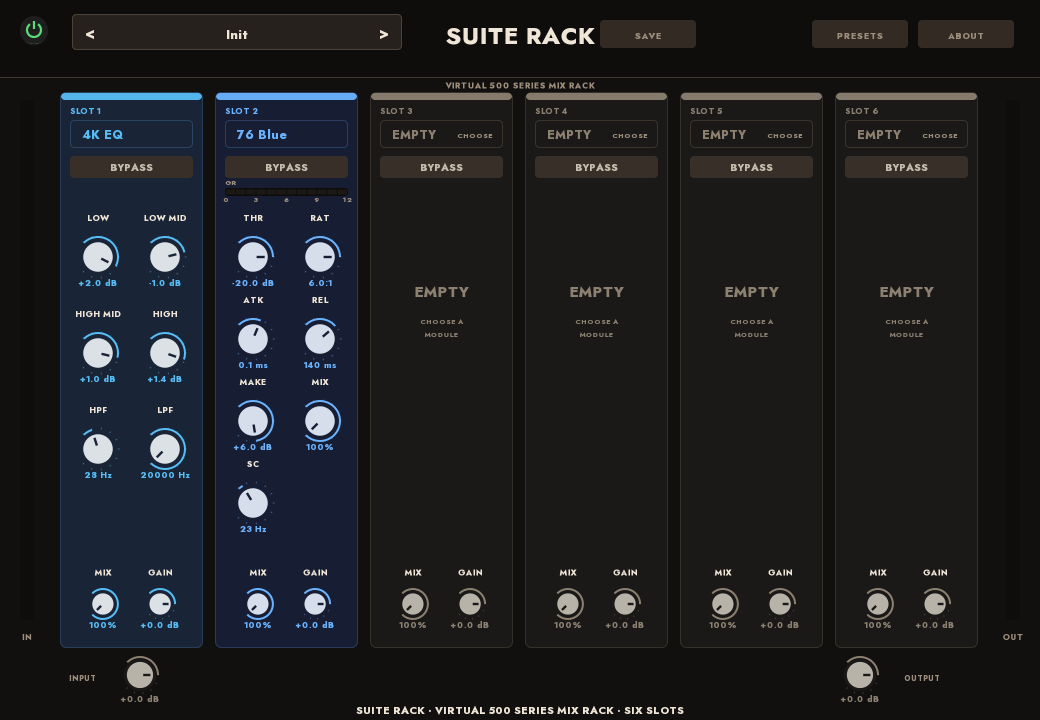 < Init >
SUITE RACK
SAVE
PRESETS
ABOUT
VIRTUAL 500 SERIES MIX RACK
SLOT 1
4K EQ
BYPASS
LOW
LOW MID
+2.0 dB
-1.0 dB
HIGH MID
HIGH
+1.0 dB
+1.4 dB
HPF
LPF
28 Hz
20000 Hz
MIX
GAIN
100%
+0.0 dB
SLOT 2
76 Blue
BYPASS
GR
0 3 6 9 12
THR
RAT
-20.0 dB
6.0:1
ATK
REL
0.1 ms
140 ms
MAKE
MIX
+6.0 dB
100%
SC
23 Hz
MIX
GAIN
100%
+0.0 dB
SLOT 3
EMPTY
CHOOSE
BYPASS
EMPTY
CHOOSE A
MODULE
MIX
GAIN
100%
+0.0 dB
SLOT 4
EMPTY
CHOOSE
BYPASS
EMPTY
CHOOSE A
MODULE
MIX
GAIN
100%
+0.0 dB
SLOT 5
EMPTY
CHOOSE
BYPASS
EMPTY
CHOOSE A
MODULE
MIX
GAIN
100%
+0.0 dB
SLOT 6
EMPTY
CHOOSE
BYPASS
EMPTY
CHOOSE A
MODULE
MIX
GAIN
100%
+0.0 dB
IN
OUT
INPUT
+0.0 dB
OUTPUT
+0.0 dB
SUITE RACK · VIRTUAL 500 SERIES MIX RACK · SIX SLOTS